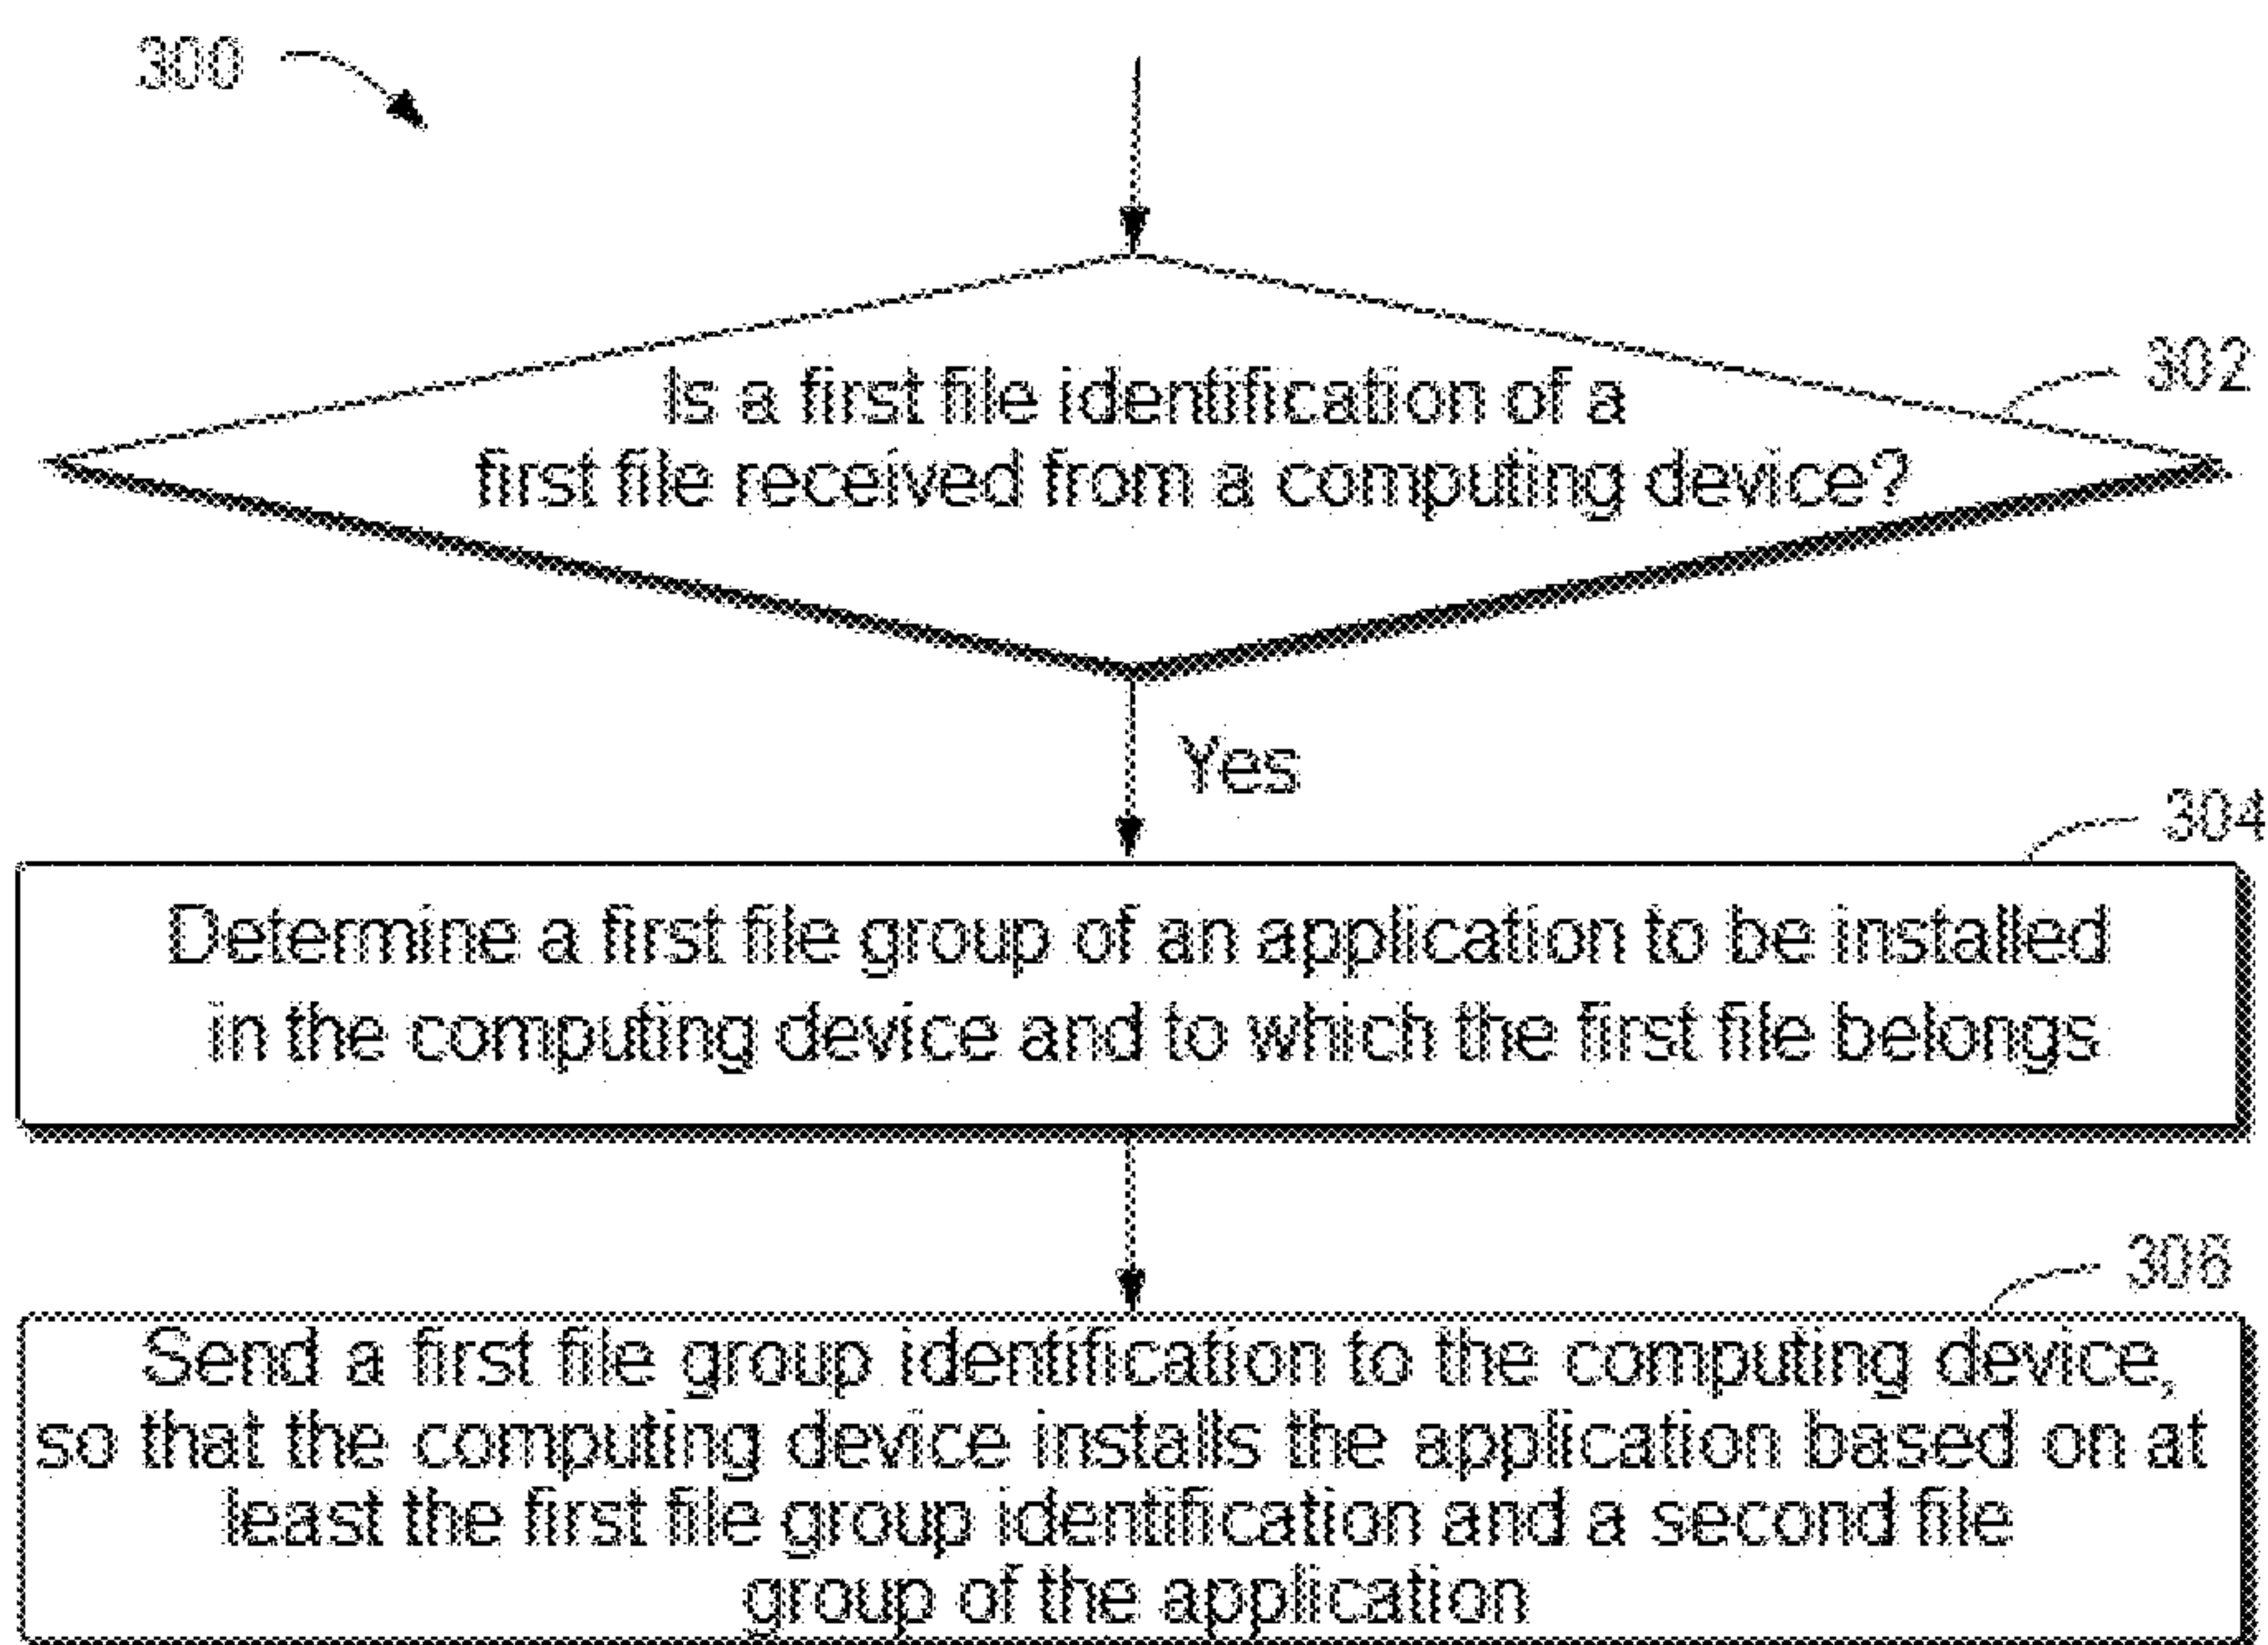 300
Is a first file identification of a
302
first file received from a computing device?
Yes
304
Determine a first file group of an application to be installed
in the computing device and to which the first file belongs
306
Send a first file group identification to the computing device,
so that the computing device installs the application based on at
least the first file group identification and a second file
group of the application